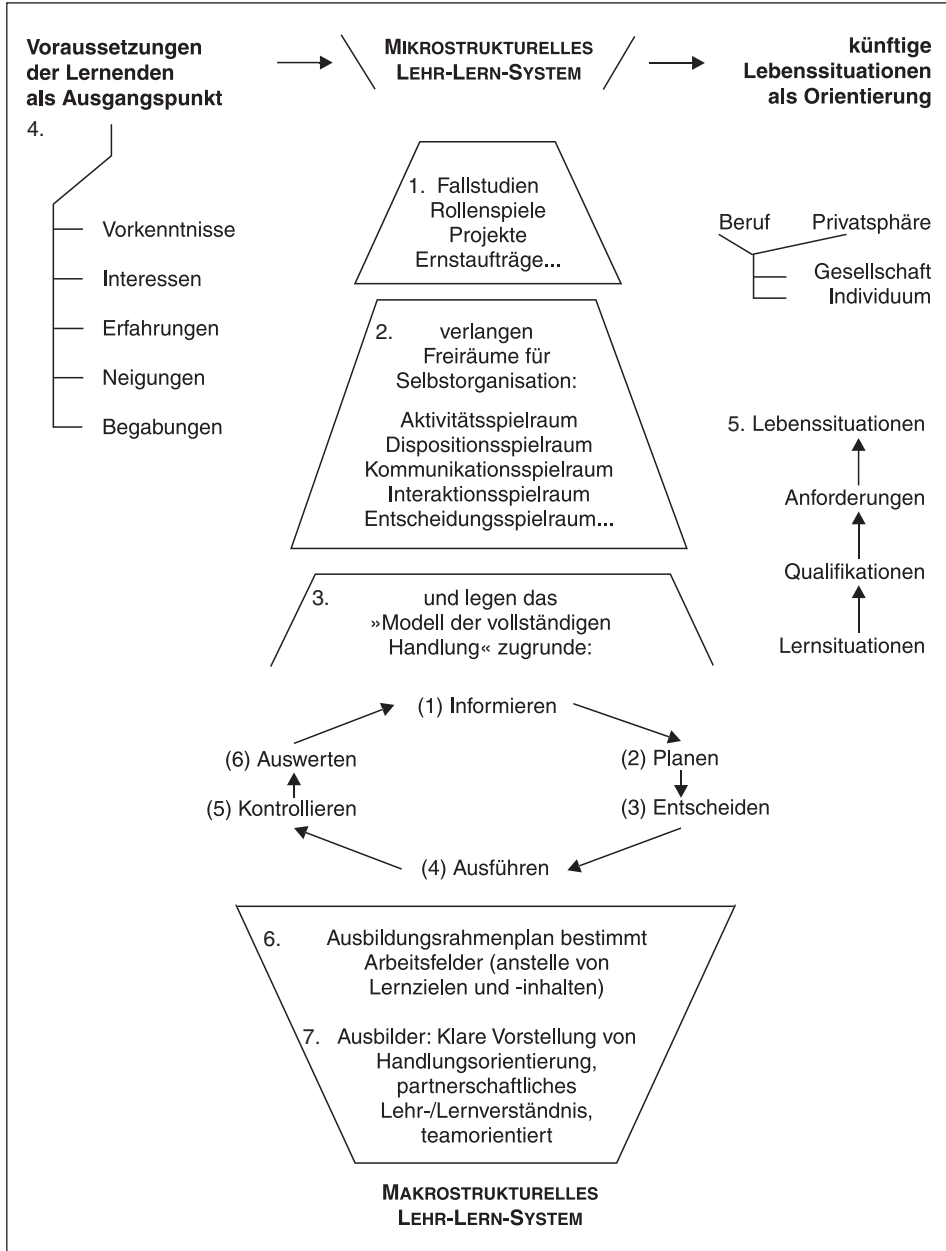 Voraussetzungen
der Lernenden
als Ausgangspunkt
MIKROSTRUKTURELLES
LEHR-LERN-SYSTEM
künftige
Lebenssituationen
als Orientierung
4.
Vorkenntnisse
Interessen
Erfahrungen
Neigungen
Begabungen
1. Fallstudien
Rollenspiele
Projekte
Ernstaufträge...
2. verlangen
Freiräume für
Selbstorganisation:
Aktivitätsspielraum
Dispositionsspielraum
Kommunikationsspielraum
Interaktionsspielraum
Entscheidungsspielraum...
Beruf Privatsphäre
Gesellschaft
Individuum
5. Lebenssituationen
Anforderungen
Qualifikationen
Lernsituationen
3. und legen das
»Modell der vollständigen
Handlung« zugrunde:
(1) Informieren
(2) Planen
(3) Entscheiden
(4) Ausführen
(5) Kontrollieren
(6) Auswerten
6. Ausbildungsrahmenplan bestimmt
Arbeitsfelder (anstelle von
Lernzielen und -inhalten)
7. Ausbilder: Klare Vorstellung von
Handlungsorientierung,
partnerschaftliches
Lehr-/Lernverständnis,
teamorientiert
MAKROSTRUKTURELLES
LEHR-LERN-SYSTEM